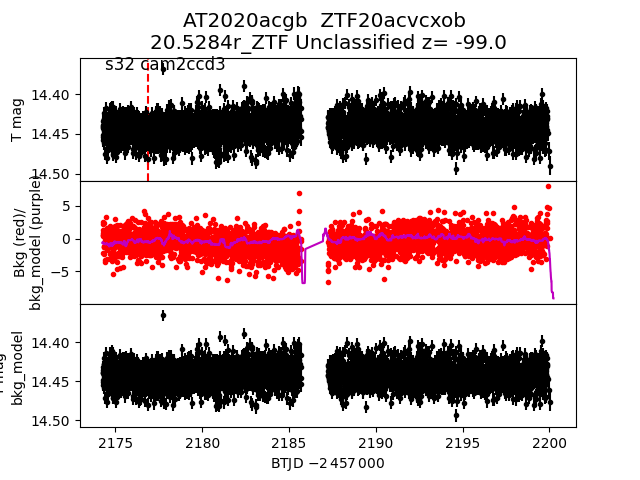 AT2020acgb ZTF20acvcxob
20.5284r_ZTF Unclassified z= -99.0
s32 cam2ccd3
T mag
14.40
14.45
14.50
Bkg (red)/
bkg_model (purple)
5
0
−5
bkg_model
14.40
14.45
14.50
2175 2180 2185 2190 2195 2200
BTJD −2 457 000